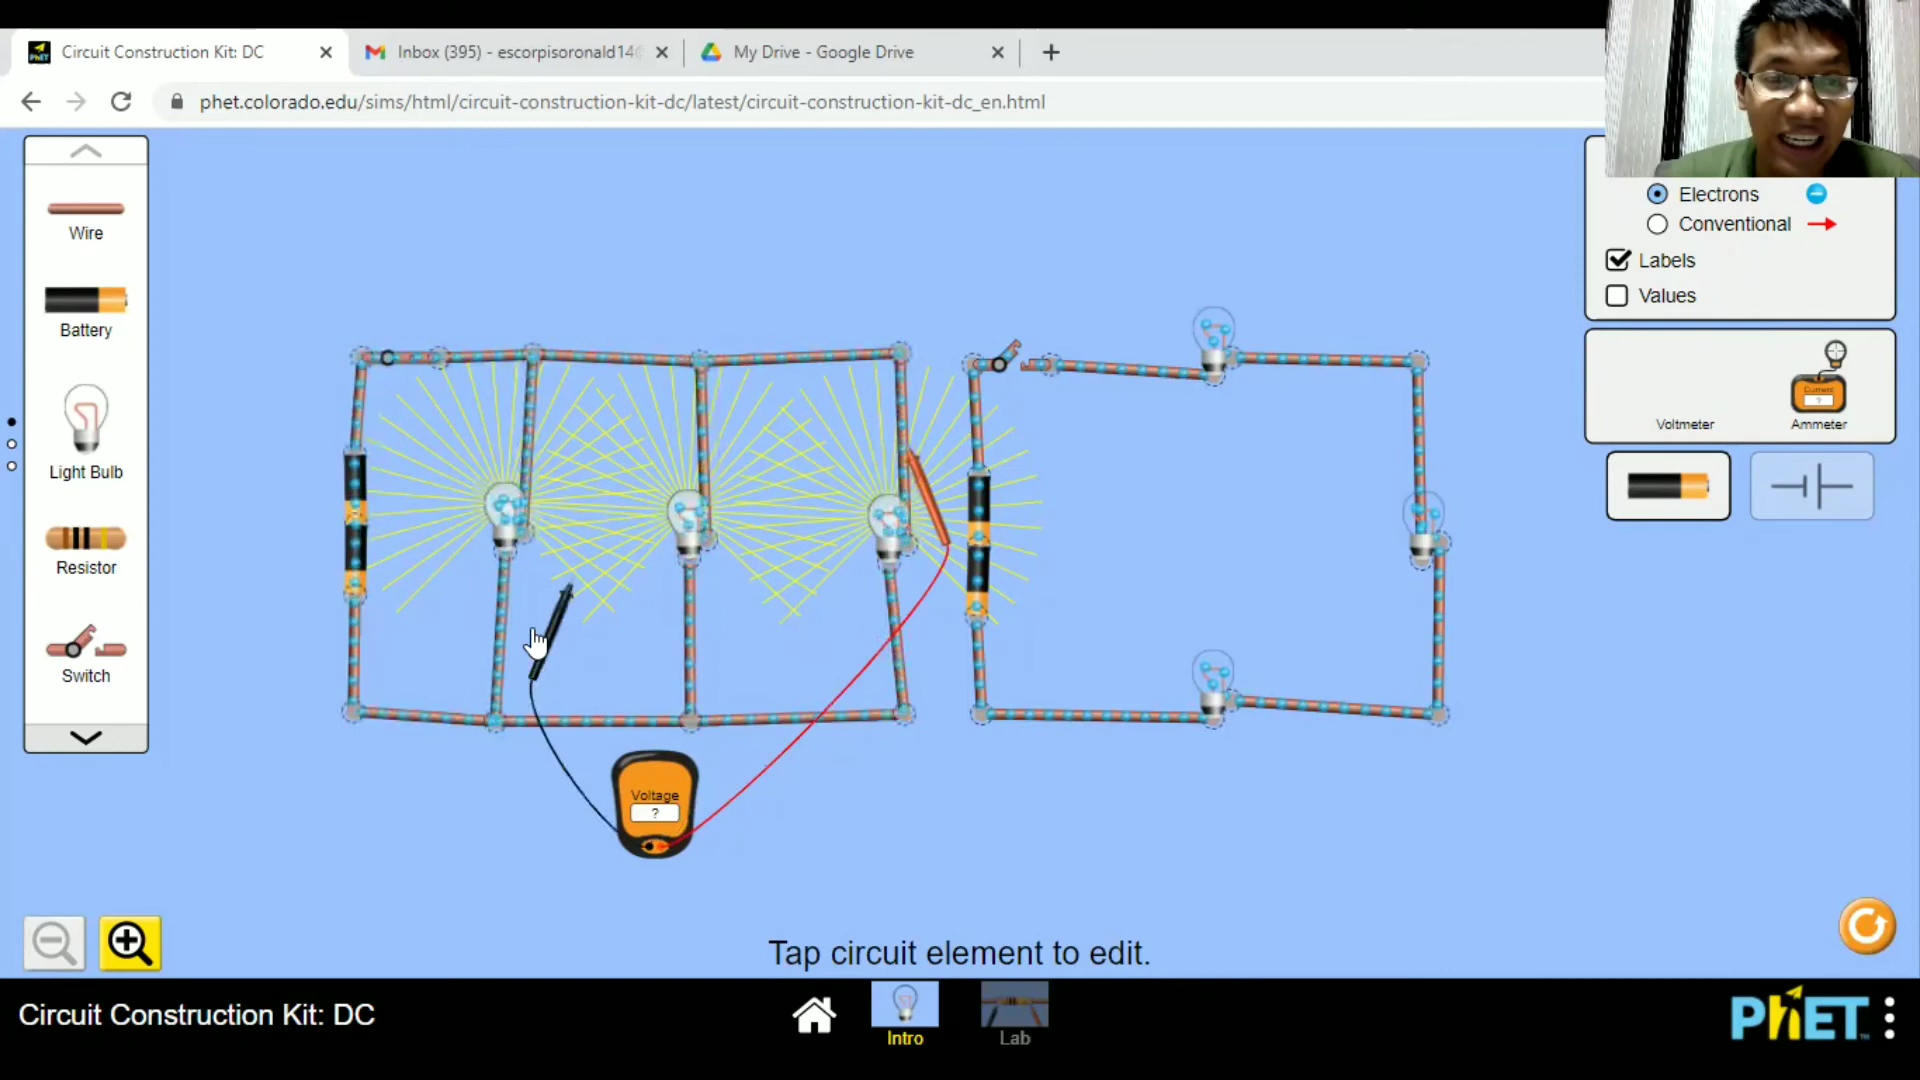 Circuit Construction Kit: DC
Inbox (395) - escorpisoronald14
My Drive - Google Drive
phet.colorado.edu/sims/html/circuit-construction-kit-dc/latest/circuit-construction-kit-dc_en.html
Wire
Battery
Light Bulb
Resistor
Switch
Electrons
Conventional
Labels
Values
Current
?
Voltmeter
Ammeter
Voltage
?
Tap circuit element to edit.
Circuit Construction Kit: DC
Intro
Lab
PhET